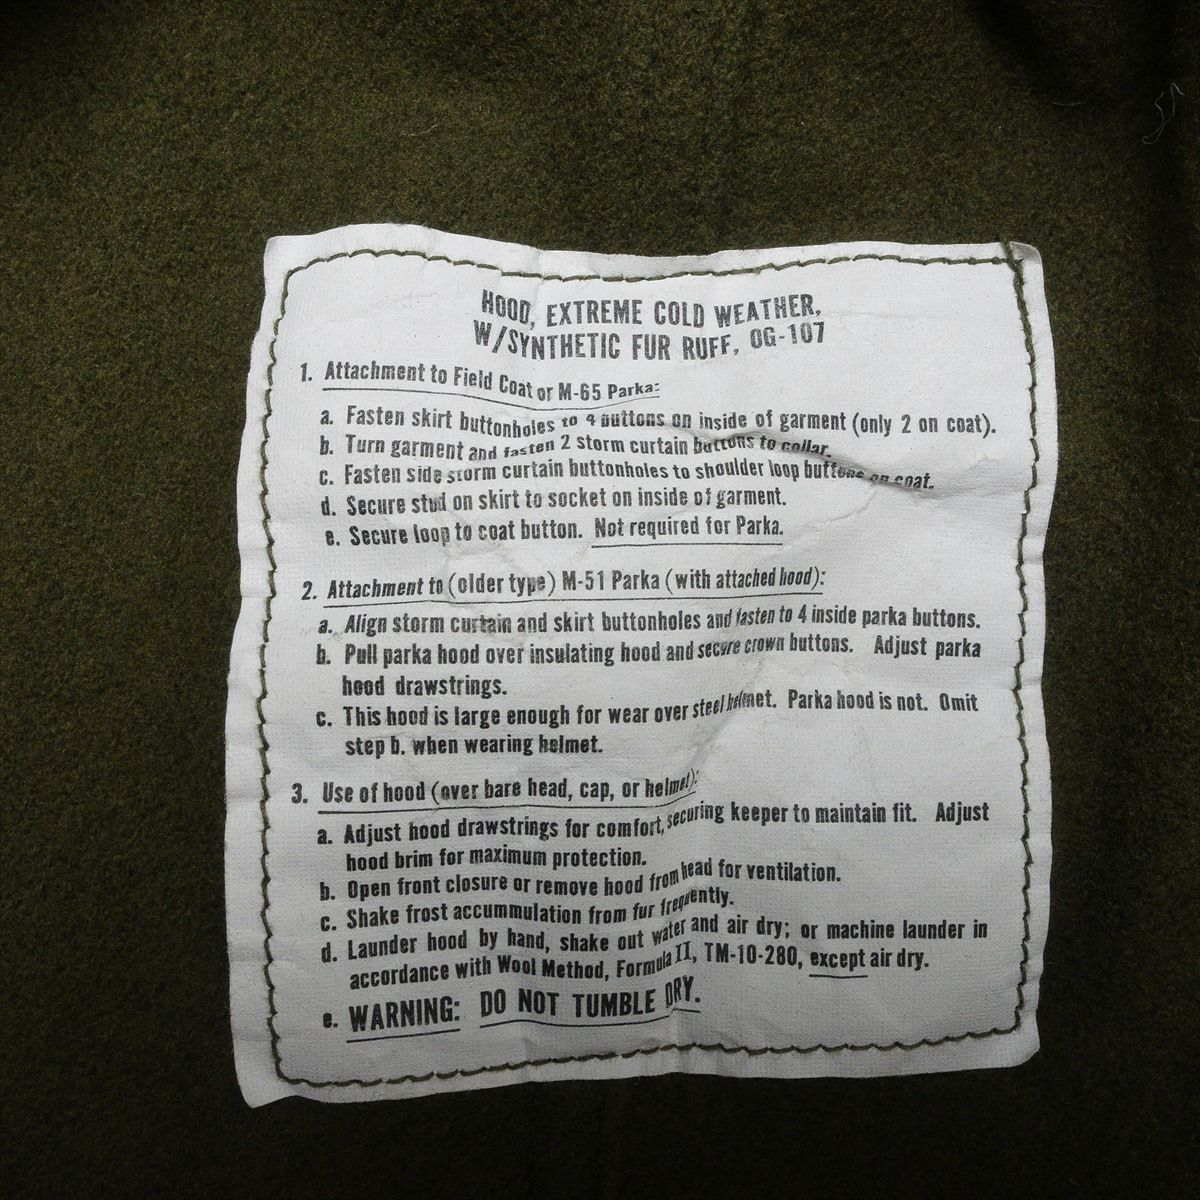 HOOD, EXTREME COLD WEATHER,
W/SYNTHETIC FUR RUFF, OG-107
1. Attachment to Field Coat or M-65 Parka:
a. Fasten skirt buttonholes to 4 buttons on inside of garment (only 2 on coat).
b. Turn garment and fasten 2 storm curtain buttons to collar.
c. Fasten side storm curtain buttonholes to shoulder loop buttons on coat.
d. Secure stud on skirt to socket on inside of garment.
e. Secure loop to coat button. Not required for Parka.
2. Attachment to (older type) M-51 Parka (with attached hood):
a. Align storm curtain and skirt buttonholes and fasten to 4 inside parka buttons.
b. Pull parka hood over insulating hood and secure crown buttons. Adjust parka
hood drawstrings.
c. This hood is large enough for wear over steel helmet. Parka hood is not. Omit
step b. when wearing helmet.
3. Use of hood (over bare head, cap, or helmet):
a. Adjust hood drawstrings for comfort, securing keeper to maintain fit. Adjust
hood brim for maximum protection.
b. Open front closure or remove hood from head for ventilation.
c. Shake frost accummulation from fur frequently.
d. Launder hood by hand, shake out water and air dry; or machine launder in
accordance with Wool Method, Formula II, TM-10-280, except air dry.
e. WARNING: DO NOT TUMBLE DRY.